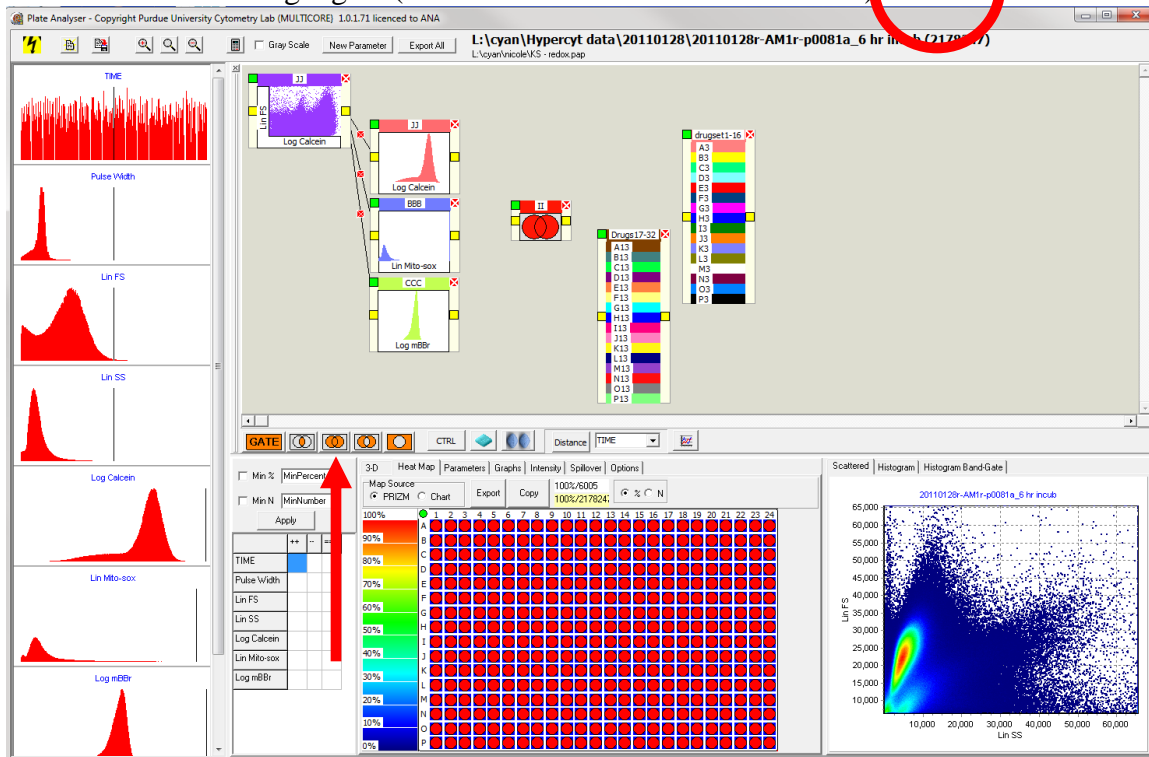 Plate Analyser - Copyright Purdue University Cytometry Lab (MULTICORE) 1.0.1.71 licenced to ANA
Gray Scale
New Parameter
Export All
L:\cyan\Hypercyt data\20110128\20110128r-AM1r-p0081a_6 hr incub
L:\cyan\nicole\KS - redox.pap
TIME
Pulse Width
Lin FS
Lin SS
Log Calcein
Lin Mito-sox
Log mBBr
JJ
Lin FS
Log Calcein
JJ
Log Calcein
BBB
Lin Mito-sox
CCC
Log mBBr
II
Drugs17-32
A13
B13
C13
D13
E13
F13
G13
H13
I13
J13
K13
L13
M13
N13
O13
P13
drugset1-16
A3
B3
C3
D3
E3
F3
G3
H3
I3
J3
K3
L3
M3
N3
O3
P3
GATE
CTRL
Distance
TIME
Min %
MinPercent
Min N
MinNumber
Apply
++ --
TIME
Pulse Width
Lin FS
Lin SS
Log Calcein
Lin Mito-sox
Log mBBr
3-D Heat Map Parameters Graphs Intensity Spillover Options
Map Source
PRIZM Chart
Export
Copy
100%/6005
100%/217824
% N
100%
90%
80%
70%
60%
50%
40%
30%
20%
10%
0%
1 2 3 4 5 6 7 8 9 10 11 12 13 14 15 16 17 18 19 20 21 22 23 24
A
B
C
D
E
F
G
H
I
J
K
L
M
N
O
P
Scattered Histogram Histogram Band-Gate
20110128r-AM1r-p0081a_6 hr incub
65,000
55,000
50,000
45,000
40,000
35,000
30,000
25,000
20,000
15,000
10,000
Lin FS
10,000 20,000 30,000 40,000 50,000 60,000
Lin SS